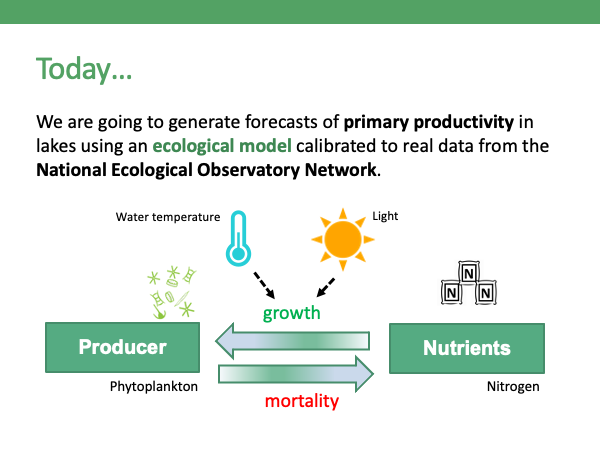 Today...
We are going to generate forecasts of primary productivity in
lakes using an ecological model calibrated to real data from the
National Ecological Observatory Network.
Water temperature
Light
N
N N
growth
Producer
Nutrients
Phytoplankton
Nitrogen
mortality